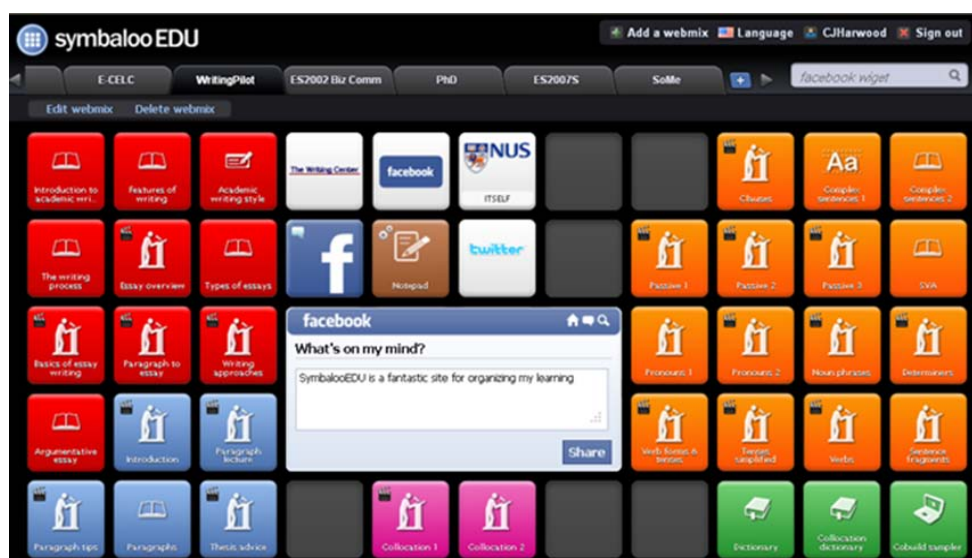 symbaloo EDU
Add a webmix Language CJHarwood Sign out
E-CELC WritingPilot ES2002 Biz Comm PhD ES2007S SoMe facebook wiget
Edit webmix Delete webmix
Introduction to academic wri...
Features of writing
Academic writing style
The Writing Center
facebook
NUS
ITSELF
Clauses
Aa
Complex sentences 1
Complex sentences 2
The writing process
Essay overview
Types of essays
f
Notepad
twitter
Passive 1
Passive 2
Passive 3
SVA
Basics of essay writing
Paragraph to essay
Writing approaches
facebook
What's on my mind?
SymbalooEDU is a fantastic site for organizing my learning
Share
Pronouns 1
Pronouns 2
Noun phrases
Determiners
Argumentative essay
Introduction
Paragraph lecture
Verb forms & tenses
Tenses simplified
Verbs
Sentence fragments
Paragraph tips
Paragraphs
Thesis advice
Collocation 1
Collocation 2
Dictionary
Collocation dictionary
Cobuild sampler